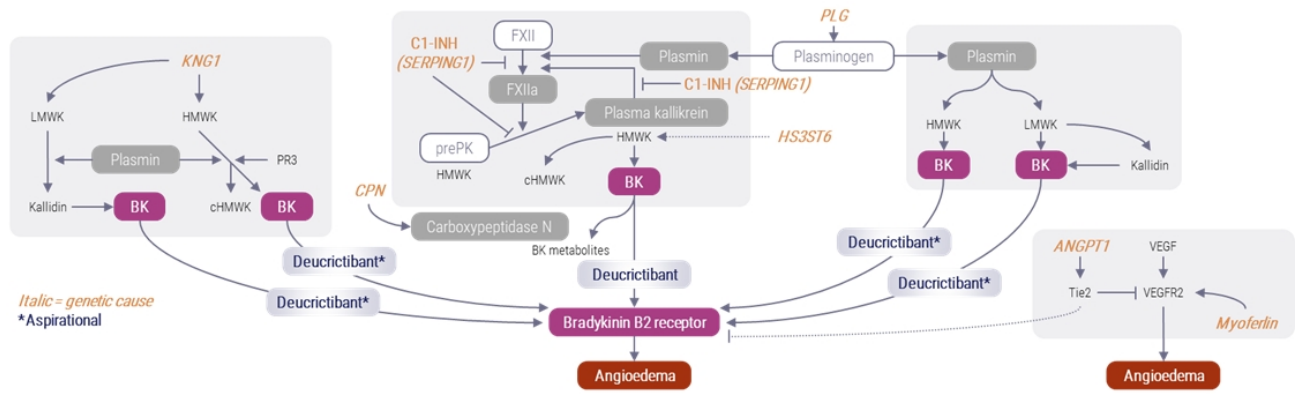 KNG1
LMWK
HMWK
Plasmin
PR3
Kallidin
BK
cHMWK
BK
Deucrictibant*
Deucrictibant*
Italic = genetic cause
*Aspirational
FXII
C1-INH
(SERPING1)
FXIIa
Plasmin
C1-INH (SERPING1)
Plasma kallikrein
prePK
HMWK
HMWK
HS3ST6
cHMWK
BK
CPN
Carboxypeptidase N
BK metabolites
Deucrictibant
Bradykinin B2 receptor
Angioedema
PLG
Plasminogen
Plasmin
HMWK
LMWK
BK
BK
Kallidin
Deucrictibant*
Deucrictibant*
ANGPT1
VEGF
Tie2
VEGFR2
Myoferlin
Angioedema